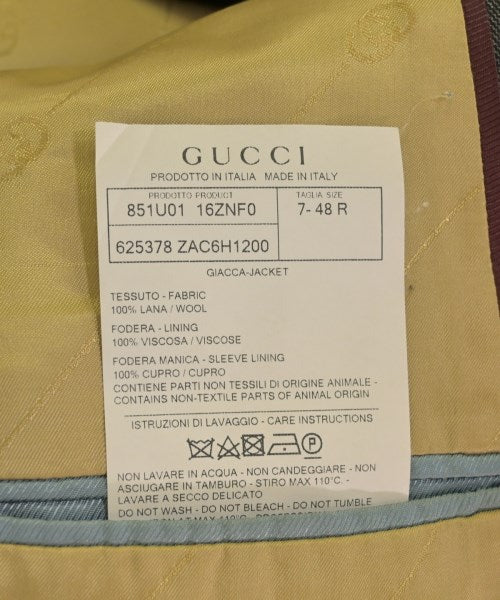 GUCCI
PRODOTTO IN ITALIA MADE IN ITALY
PRODOTTO PRODUCT
TAGLIA SIZE
851U01 16ZNF0
7- 48 R
625378 ZAC6H1200
GIACCA-JACKET
TESSUTO - FABRIC
100% LANA / WOOL
FODERA - LINING
100% VISCOSA / VISCOSE
FODERA MANICA - SLEEVE LINING
100% CUPRO / CUPRO
CONTIENE PARTI NON TESSILI DI ORIGINE ANIMALE -
CONTAINS NON-TEXTILE PARTS OF ANIMAL ORIGIN
ISTRUZIONI DI LAVAGGIO - CARE INSTRUCTIONS
P
NON LAVARE IN ACQUA - NON CANDEGGIARE - NON
ASCIUGARE IN TAMBURO - STIRO MAX 110°C. -
LAVARE A SECCO DELICATO
DO NOT WASH - DO NOT BLEACH - DO NOT TUMBLE
MAX 110°C.